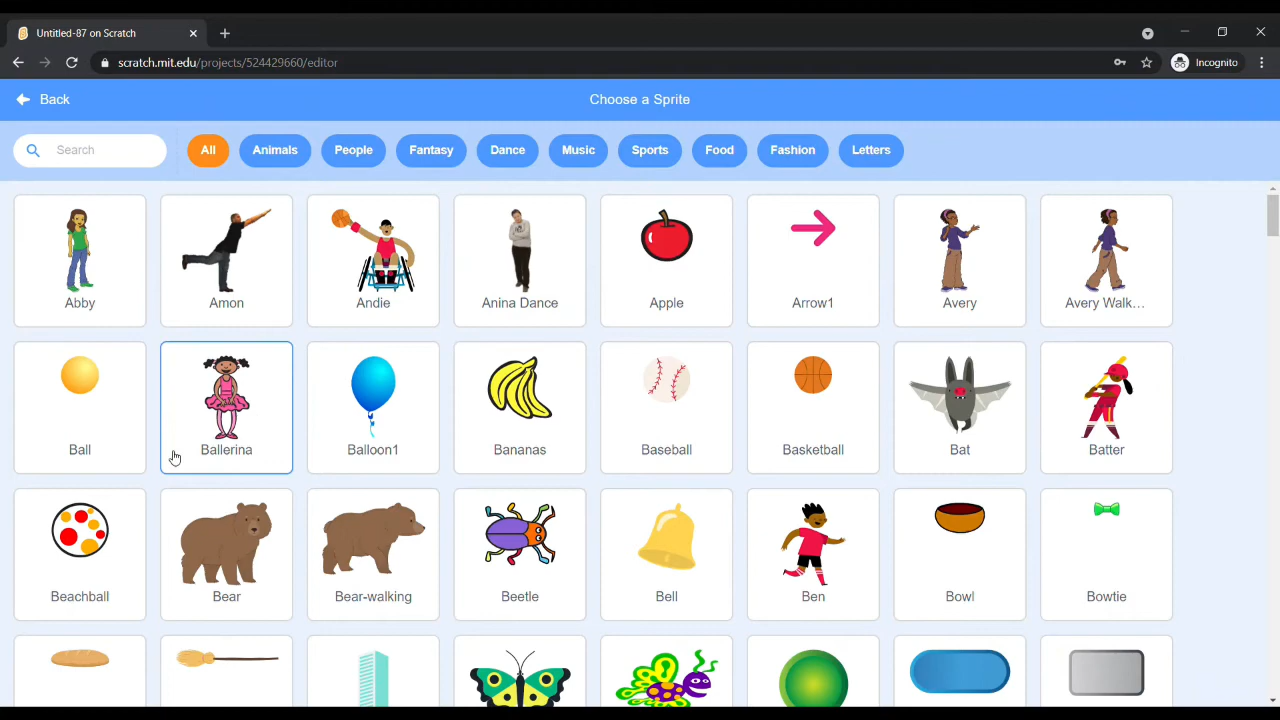 Untitled-87 on Scratch
scratch.mit.edu/projects/524429660/editor
Incognito
Back
Choose a Sprite
Search
All
Animals
People
Fantasy
Dance
Music
Sports
Food
Fashion
Letters
Abby
Amon
Andie
Anina Dance
Apple
Arrow1
Avery
Avery Walk...
Ball
Ballerina
Balloon1
Bananas
Baseball
Basketball
Bat
Batter
Beachball
Bear
Bear-walking
Beetle
Bell
Ben
Bowl
Bowtie